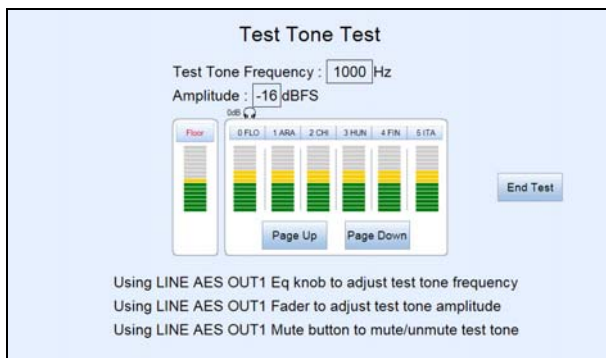 Test Tone Test
Test Tone Frequency : 1000 Hz
Amplitude : -16 dBFS
0dB
Floor 0 FLO 1 ARA 2 CHI 3 HUN 4 FIN 5 ITA
End Test
Page Up Page Down
Using LINE AES OUT1 Eq knob to adjust test tone frequency
Using LINE AES OUT1 Fader to adjust test tone amplitude
Using LINE AES OUT1 Mute button to mute/unmute test tone